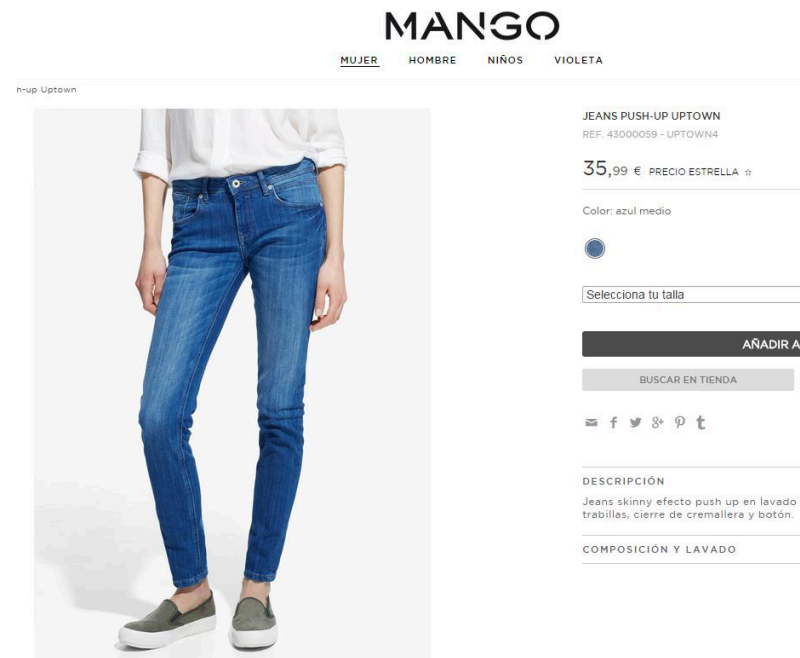 MANGO
MUJER HOMBRE NIÑOS VIOLETA
h-up Uptown
JEANS PUSH-UP UPTOWN
REF. 43000059 - UPTOWN4
35,99 € PRECIO ESTRELLA ☆
Color: azul medio
Selecciona tu talla
AÑADIR A
BUSCAR EN TIENDA
DESCRIPCIÓN
Jeans skinny efecto push up en lavado
trabillas, cierre de cremallera y botón.
COMPOSICIÓN Y LAVADO